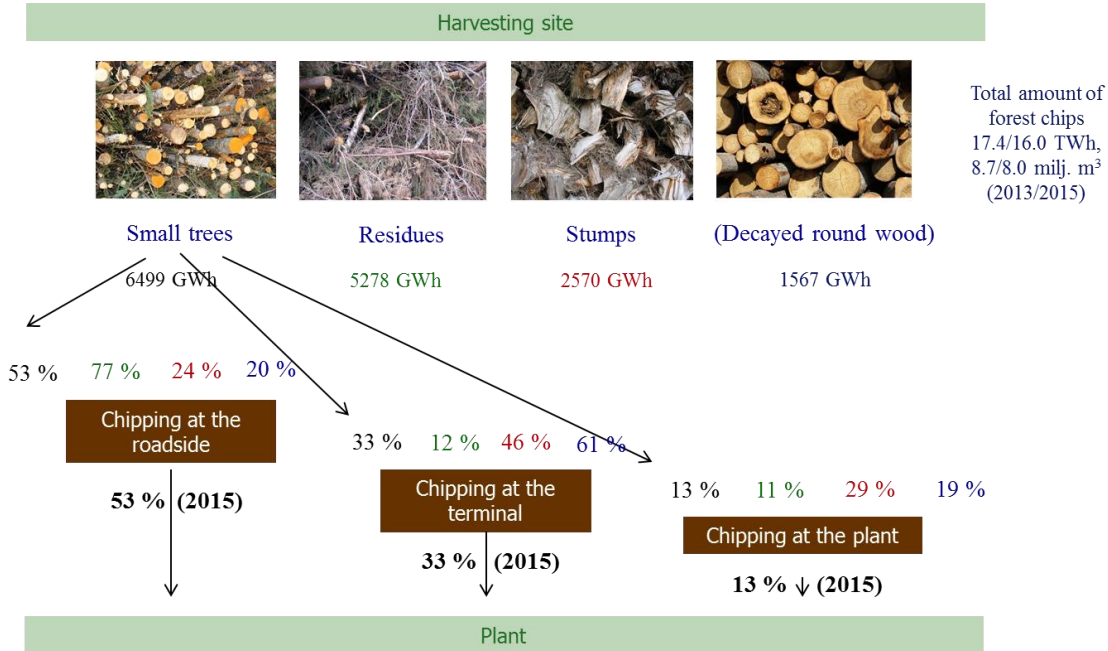 Harvesting site
Total amount of
forest chips
17.4/16.0 TWh,
8.7/8.0 milj. m³
(2013/2015)
Small trees
Residues
Stumps
(Decayed round wood)
6499 GWh
5278 GWh
2570 GWh
1567 GWh
53 % 77 % 24 % 20 %
Chipping at the
roadside
53 % (2015)
33 % 12 % 46 % 61 %
Chipping at the
terminal
33 % (2015)
13 % 11 % 29 % 19 %
Chipping at the plant
13 % (2015)
Plant